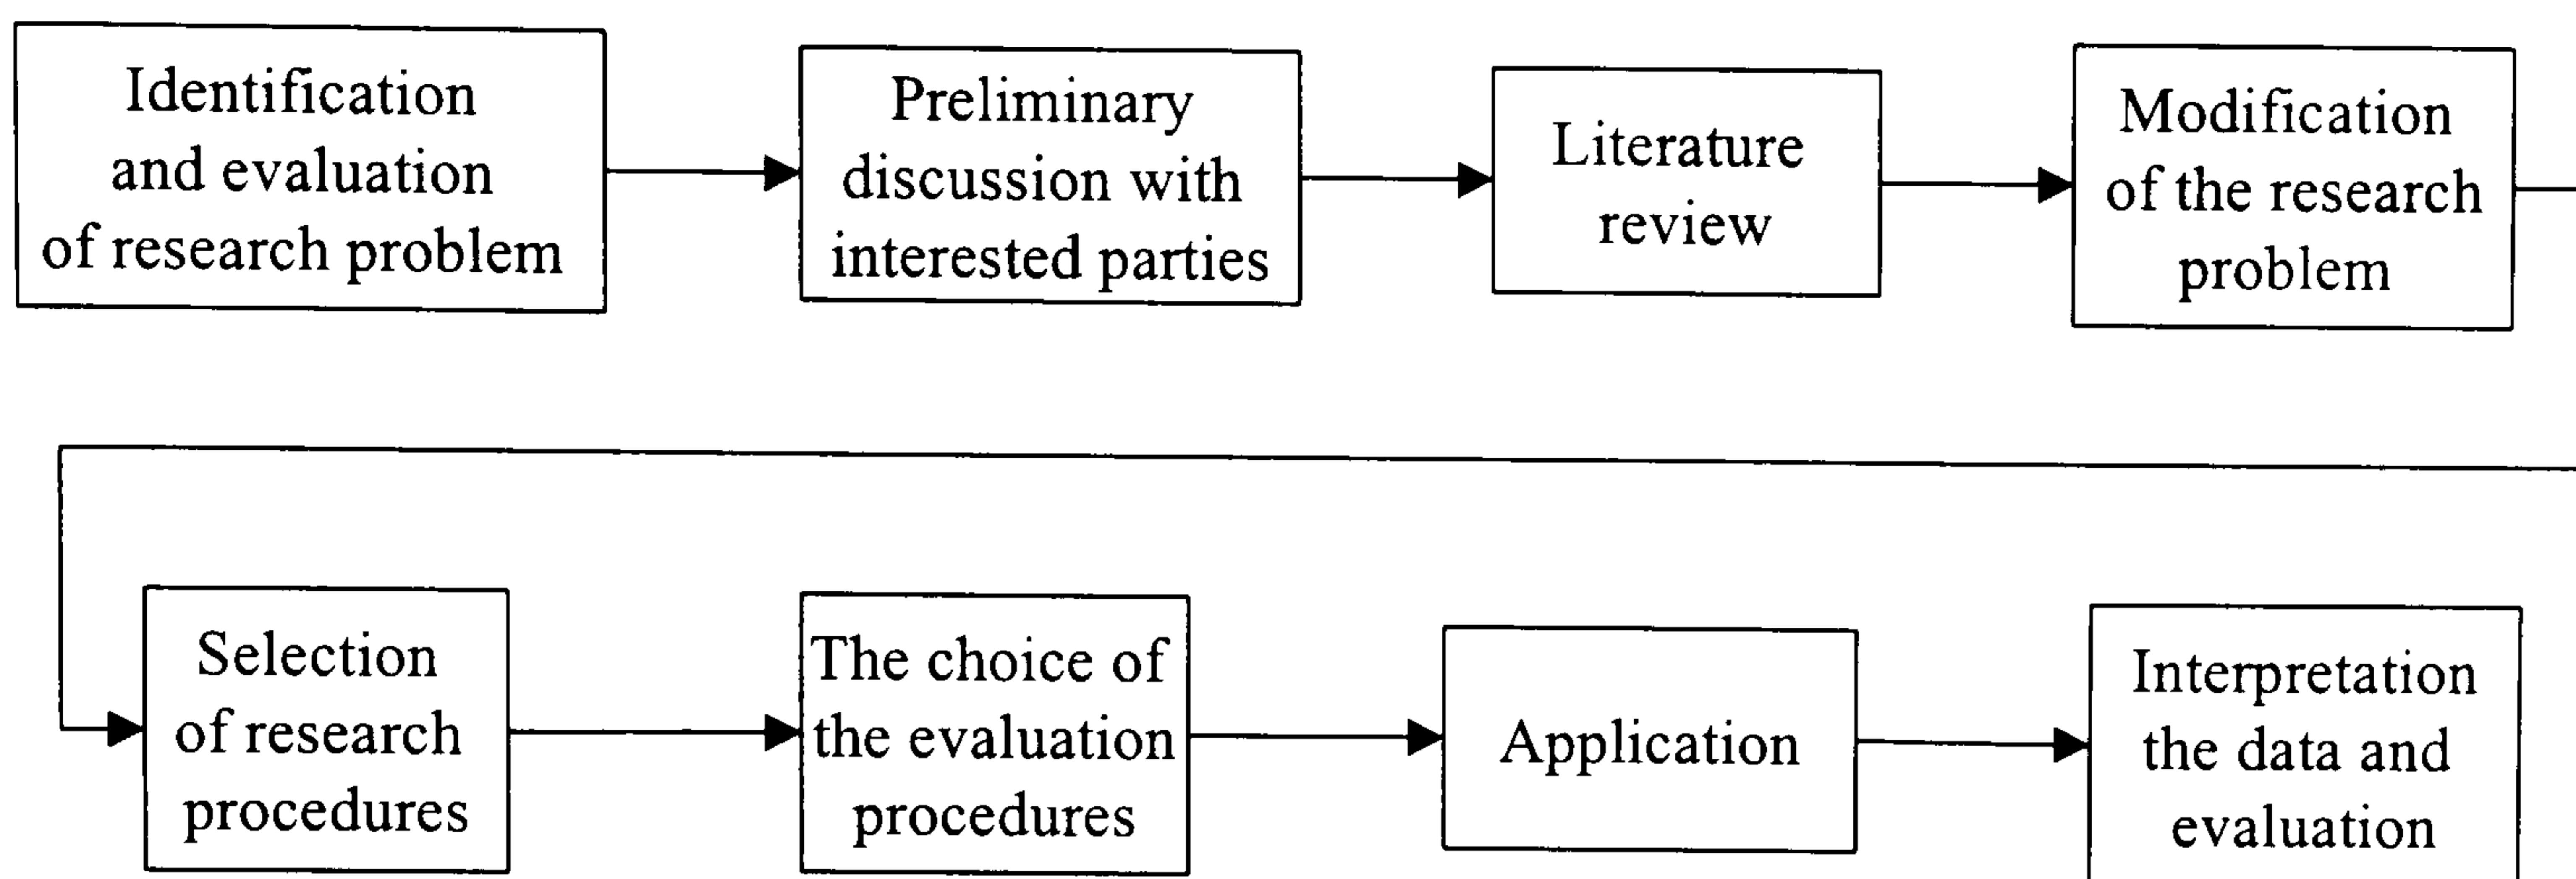 Identification
and evaluation
of research problem
Preliminary
discussion with
interested parties
Literature
review
Modification
of the research
problem
Selection
of research
procedures
The choice of
the evaluation
procedures
Application
Interpretation
the data and
evaluation